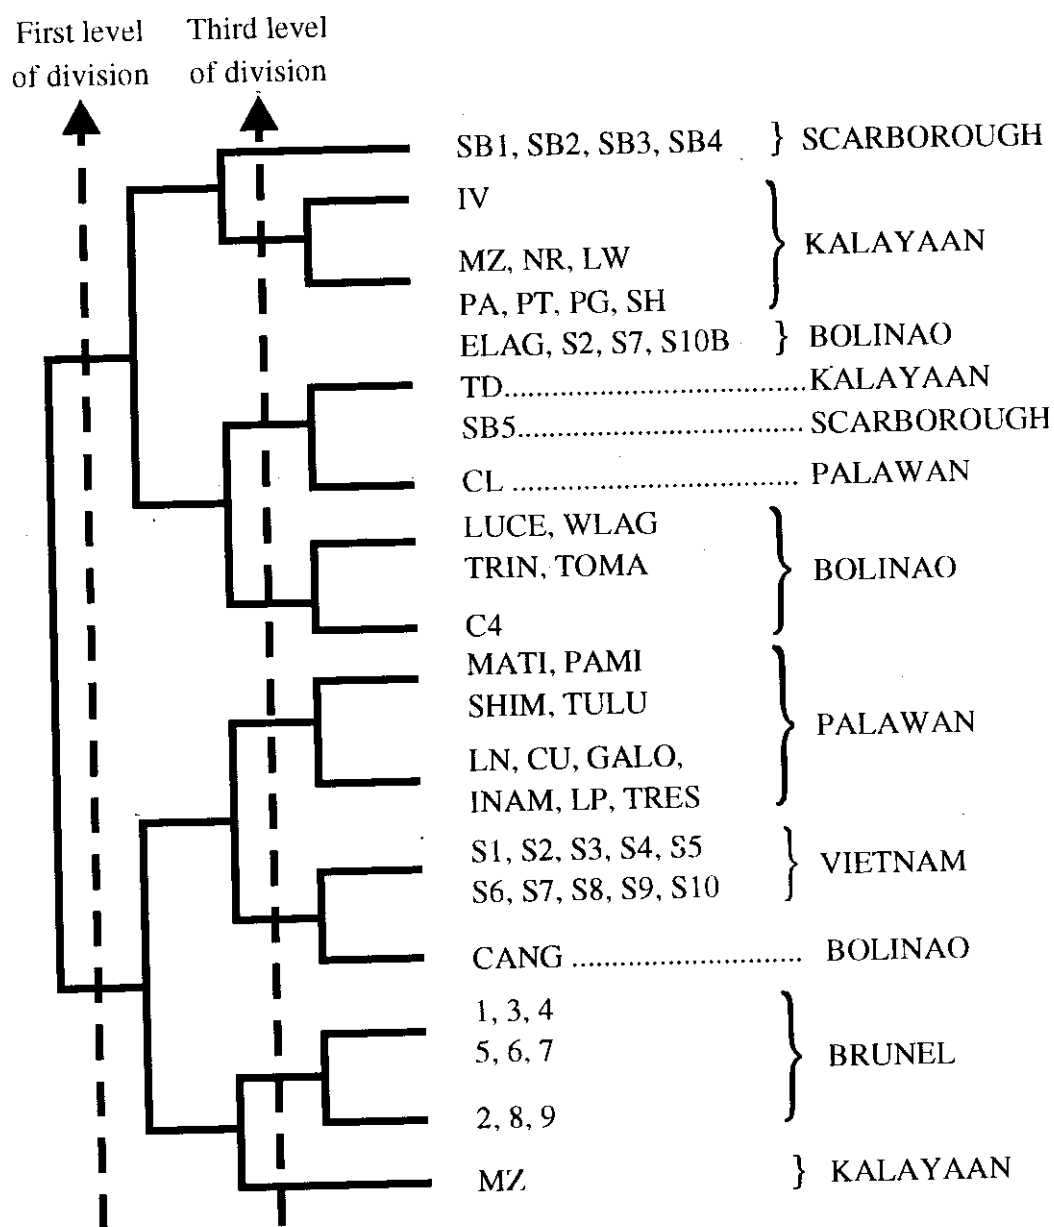 First level Third level
of division of division
SB1, SB2, SB3, SB4 } SCARBOROUGH
IV
KALAYAAN
MZ, NR, LW
PA, PT, PG, SH
ELAG, S2, S7, S10B } BOLINAO
TD..............................KALAYAAN
SB5.............................. SCARBOROUGH
CL .............................. PALAWAN
LUCE, WLAG
TRIN, TOMA
BOLINAO
C4
MATI, PAMI
SHIM, TULU
PALAWAN
LN, CU, GALO,
INAM, LP, TRES
S1, S2, S3, S4, S5
VIETNAM
S6, S7, S8, S9, S10
CANG .............................. BOLINAO
1, 3, 4
5, 6, 7
BRUNEL
2, 8, 9
MZ } KALAYAAN